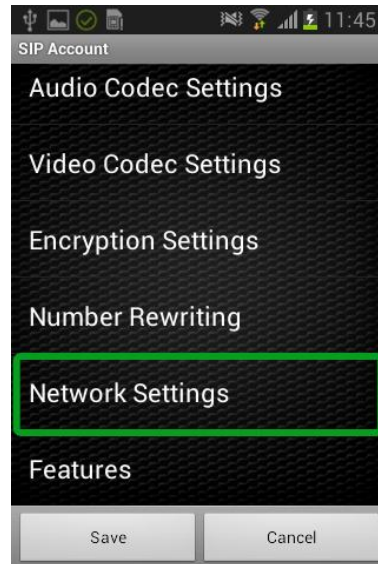 11:45
SIP Account
Audio Codec Settings
Video Codec Settings
Encryption Settings
Number Rewriting
Network Settings
Features
Save Cancel